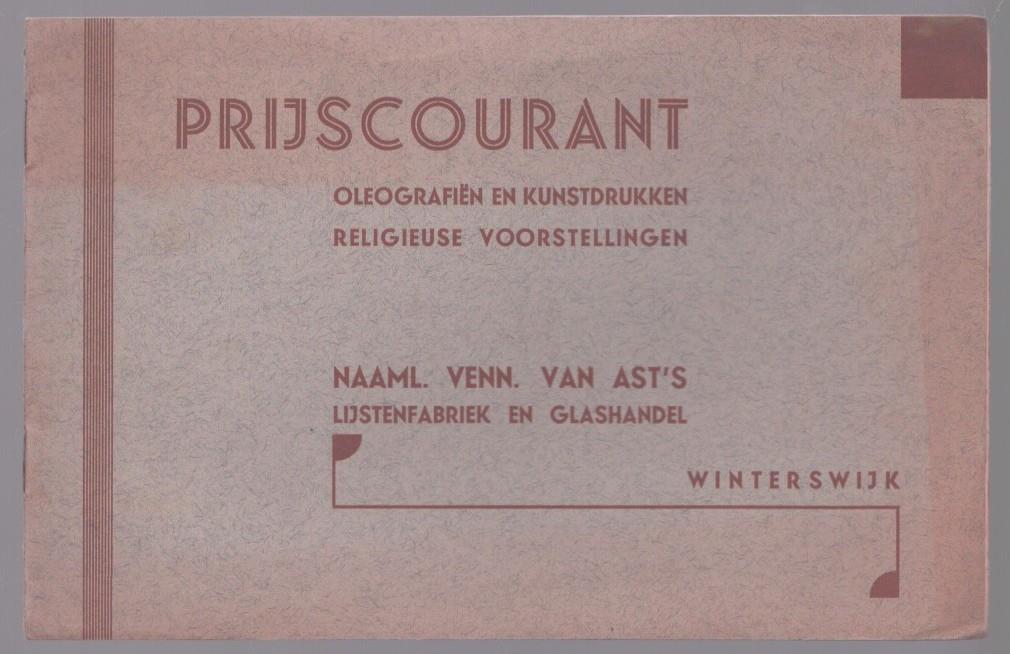 PRIJSCOURANT
OLEOGRAFIËN EN KUNSTDRUKKEN
RELIGIEUSE VOORSTELLINGEN
NAAML. VENN. VAN AST'S
LIJSTENFABRIEK EN GLASHANDEL
WINTERSWIJK